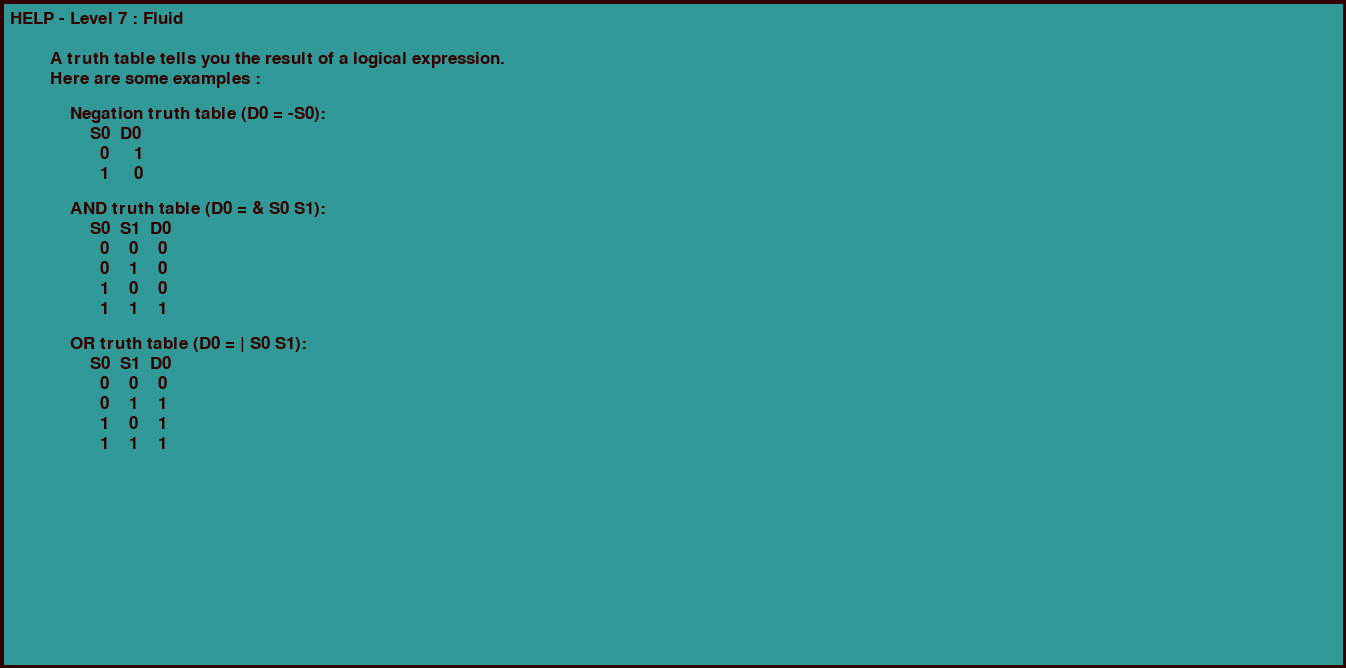 HELP - Level 7 : Fluid
A truth table tells you the result of a logical expression.
Here are some examples :
Negation truth table (D0 = -S0):
S0 D0
0 1
1 0
AND truth table (D0 = & S0 S1):
S0 S1 D0
0 0 0
0 1 0
1 0 0
1 1 1
OR truth table (D0 = | S0 S1):
S0 S1 D0
0 0 0
0 1 1
1 0 1
1 1 1